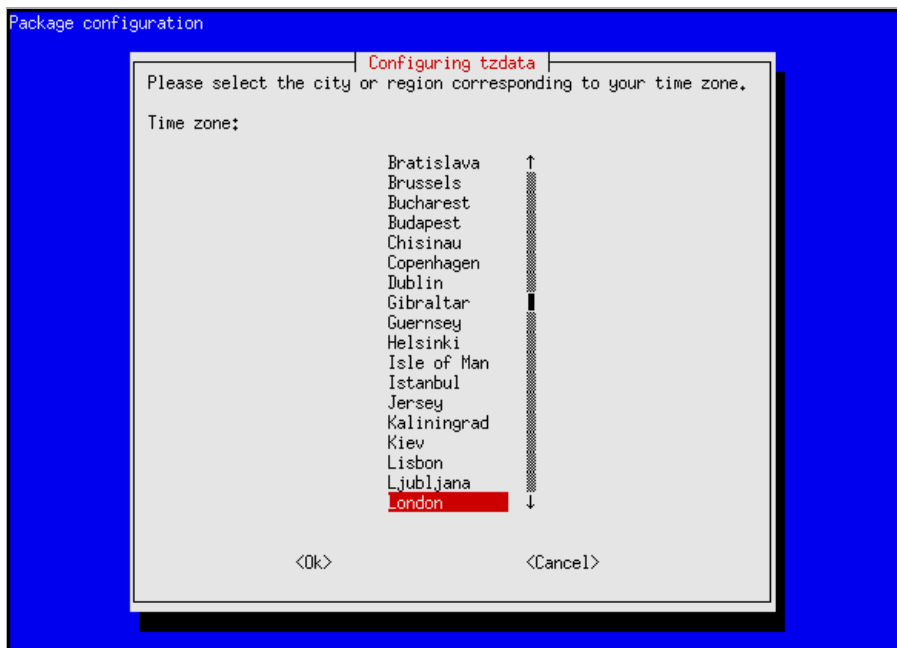 Package configuration
Configuring tzdata
Please select the city or region corresponding to your time zone.
Time zone:
Bratislava
Brussels
Bucharest
Budapest
Chisinau
Copenhagen
Dublin
Gibraltar
Guernsey
Helsinki
Isle of Man
Istanbul
Jersey
Kaliningrad
Kiev
Lisbon
Ljubljana
London
<Ok> <Cancel>